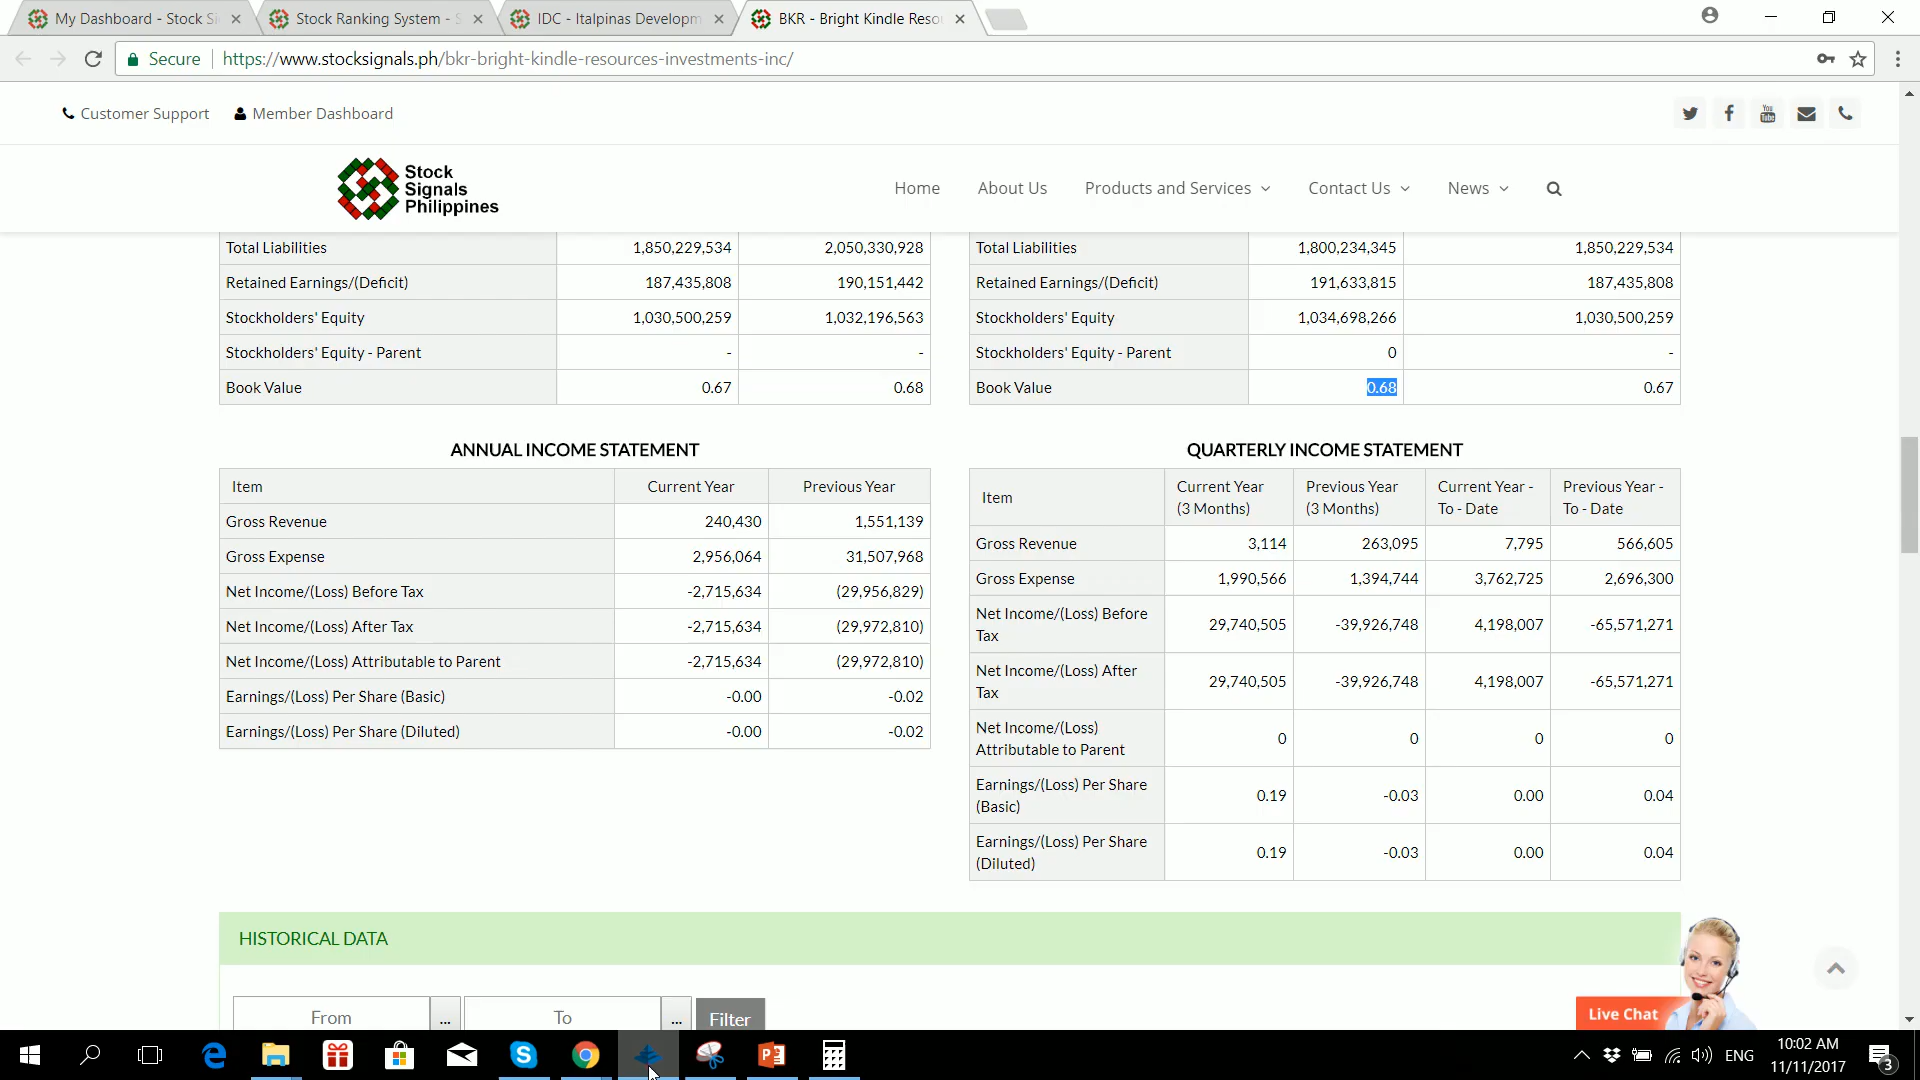 My Dashboard - Stock Si
Stock Ranking System - S
IDC - Italpinas Developm
BKR - Bright Kindle Reso
Secure
https://www.stocksignals.ph/bkr-bright-kindle-resources-investments-inc/
Customer Support
Member Dashboard
You
Tube
Stock
Signals
Philippines
Home
About Us
Products and Services
Contact Us
News
Total Liabilities 1,850,229,534 2,050,330,928
Retained Earnings/(Deficit) 187,435,808 190,151,442
Stockholders' Equity 1,030,500,259 1,032,196,563
Stockholders' Equity - Parent - -
Book Value 0.67 0.68
Total Liabilities 1,800,234,345 1,850,229,534
Retained Earnings/(Deficit) 191,633,815 187,435,808
Stockholders' Equity 1,034,698,266 1,030,500,259
Stockholders' Equity - Parent 0 -
Book Value 0.68 0.67
ANNUAL INCOME STATEMENT
Item Current Year Previous Year
Gross Revenue 240,430 1,551,139
Gross Expense 2,956,064 31,507,968
Net Income/(Loss) Before Tax -2,715,634 (29,956,829)
Net Income/(Loss) After Tax -2,715,634 (29,972,810)
Net Income/(Loss) Attributable to Parent -2,715,634 (29,972,810)
Earnings/(Loss) Per Share (Basic) -0.00 -0.02
Earnings/(Loss) Per Share (Diluted) -0.00 -0.02
QUARTERLY INCOME STATEMENT
Item
Current Year
(3 Months)
Previous Year
(3 Months)
Current Year -
To - Date
Previous Year -
To - Date
Gross Revenue 3,114 263,095 7,795 566,605
Gross Expense 1,990,566 1,394,744 3,762,725 2,696,300
Net Income/(Loss) Before
Tax
29,740,505 -39,926,748 4,198,007 -65,571,271
Net Income/(Loss) After
Tax
29,740,505 -39,926,748 4,198,007 -65,571,271
Net Income/(Loss)
Attributable to Parent
0 0 0 0
Earnings/(Loss) Per Share
(Basic)
0.19 -0.03 0.00 0.04
Earnings/(Loss) Per Share
(Diluted)
0.19 -0.03 0.00 0.04
HISTORICAL DATA
From ... To ... Filter
Live Chat
ENG
10:02 AM
11/11/2017
3